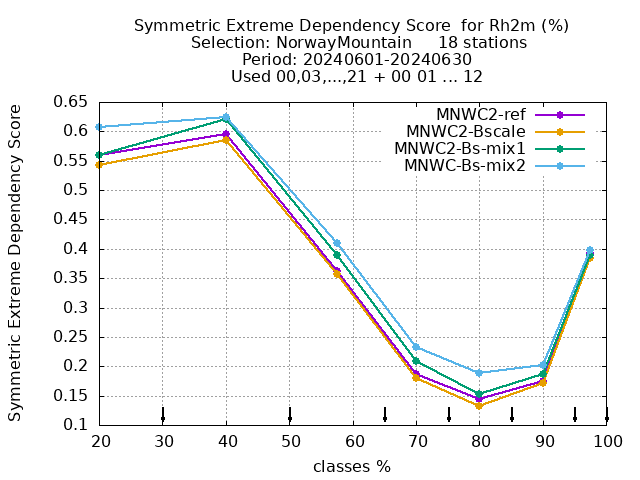 Symmetric Extreme Dependency Score  for Rh2m (%)
Selection: NorwayMountain     18 stations
Period: 20240601-20240630
Used 00,03,...,21 + 00 01 ... 12
Symmetric Extreme Dependency Score
0.65
0.6
0.55
0.5
0.45
0.4
0.35
0.3
0.25
0.2
0.15
0.1
MNWC2-ref
MNWC2-Bscale
MNWC2-Bs-mix1
MNWC-Bs-mix2
20 30 40 50 60 70 80 90 100
classes %